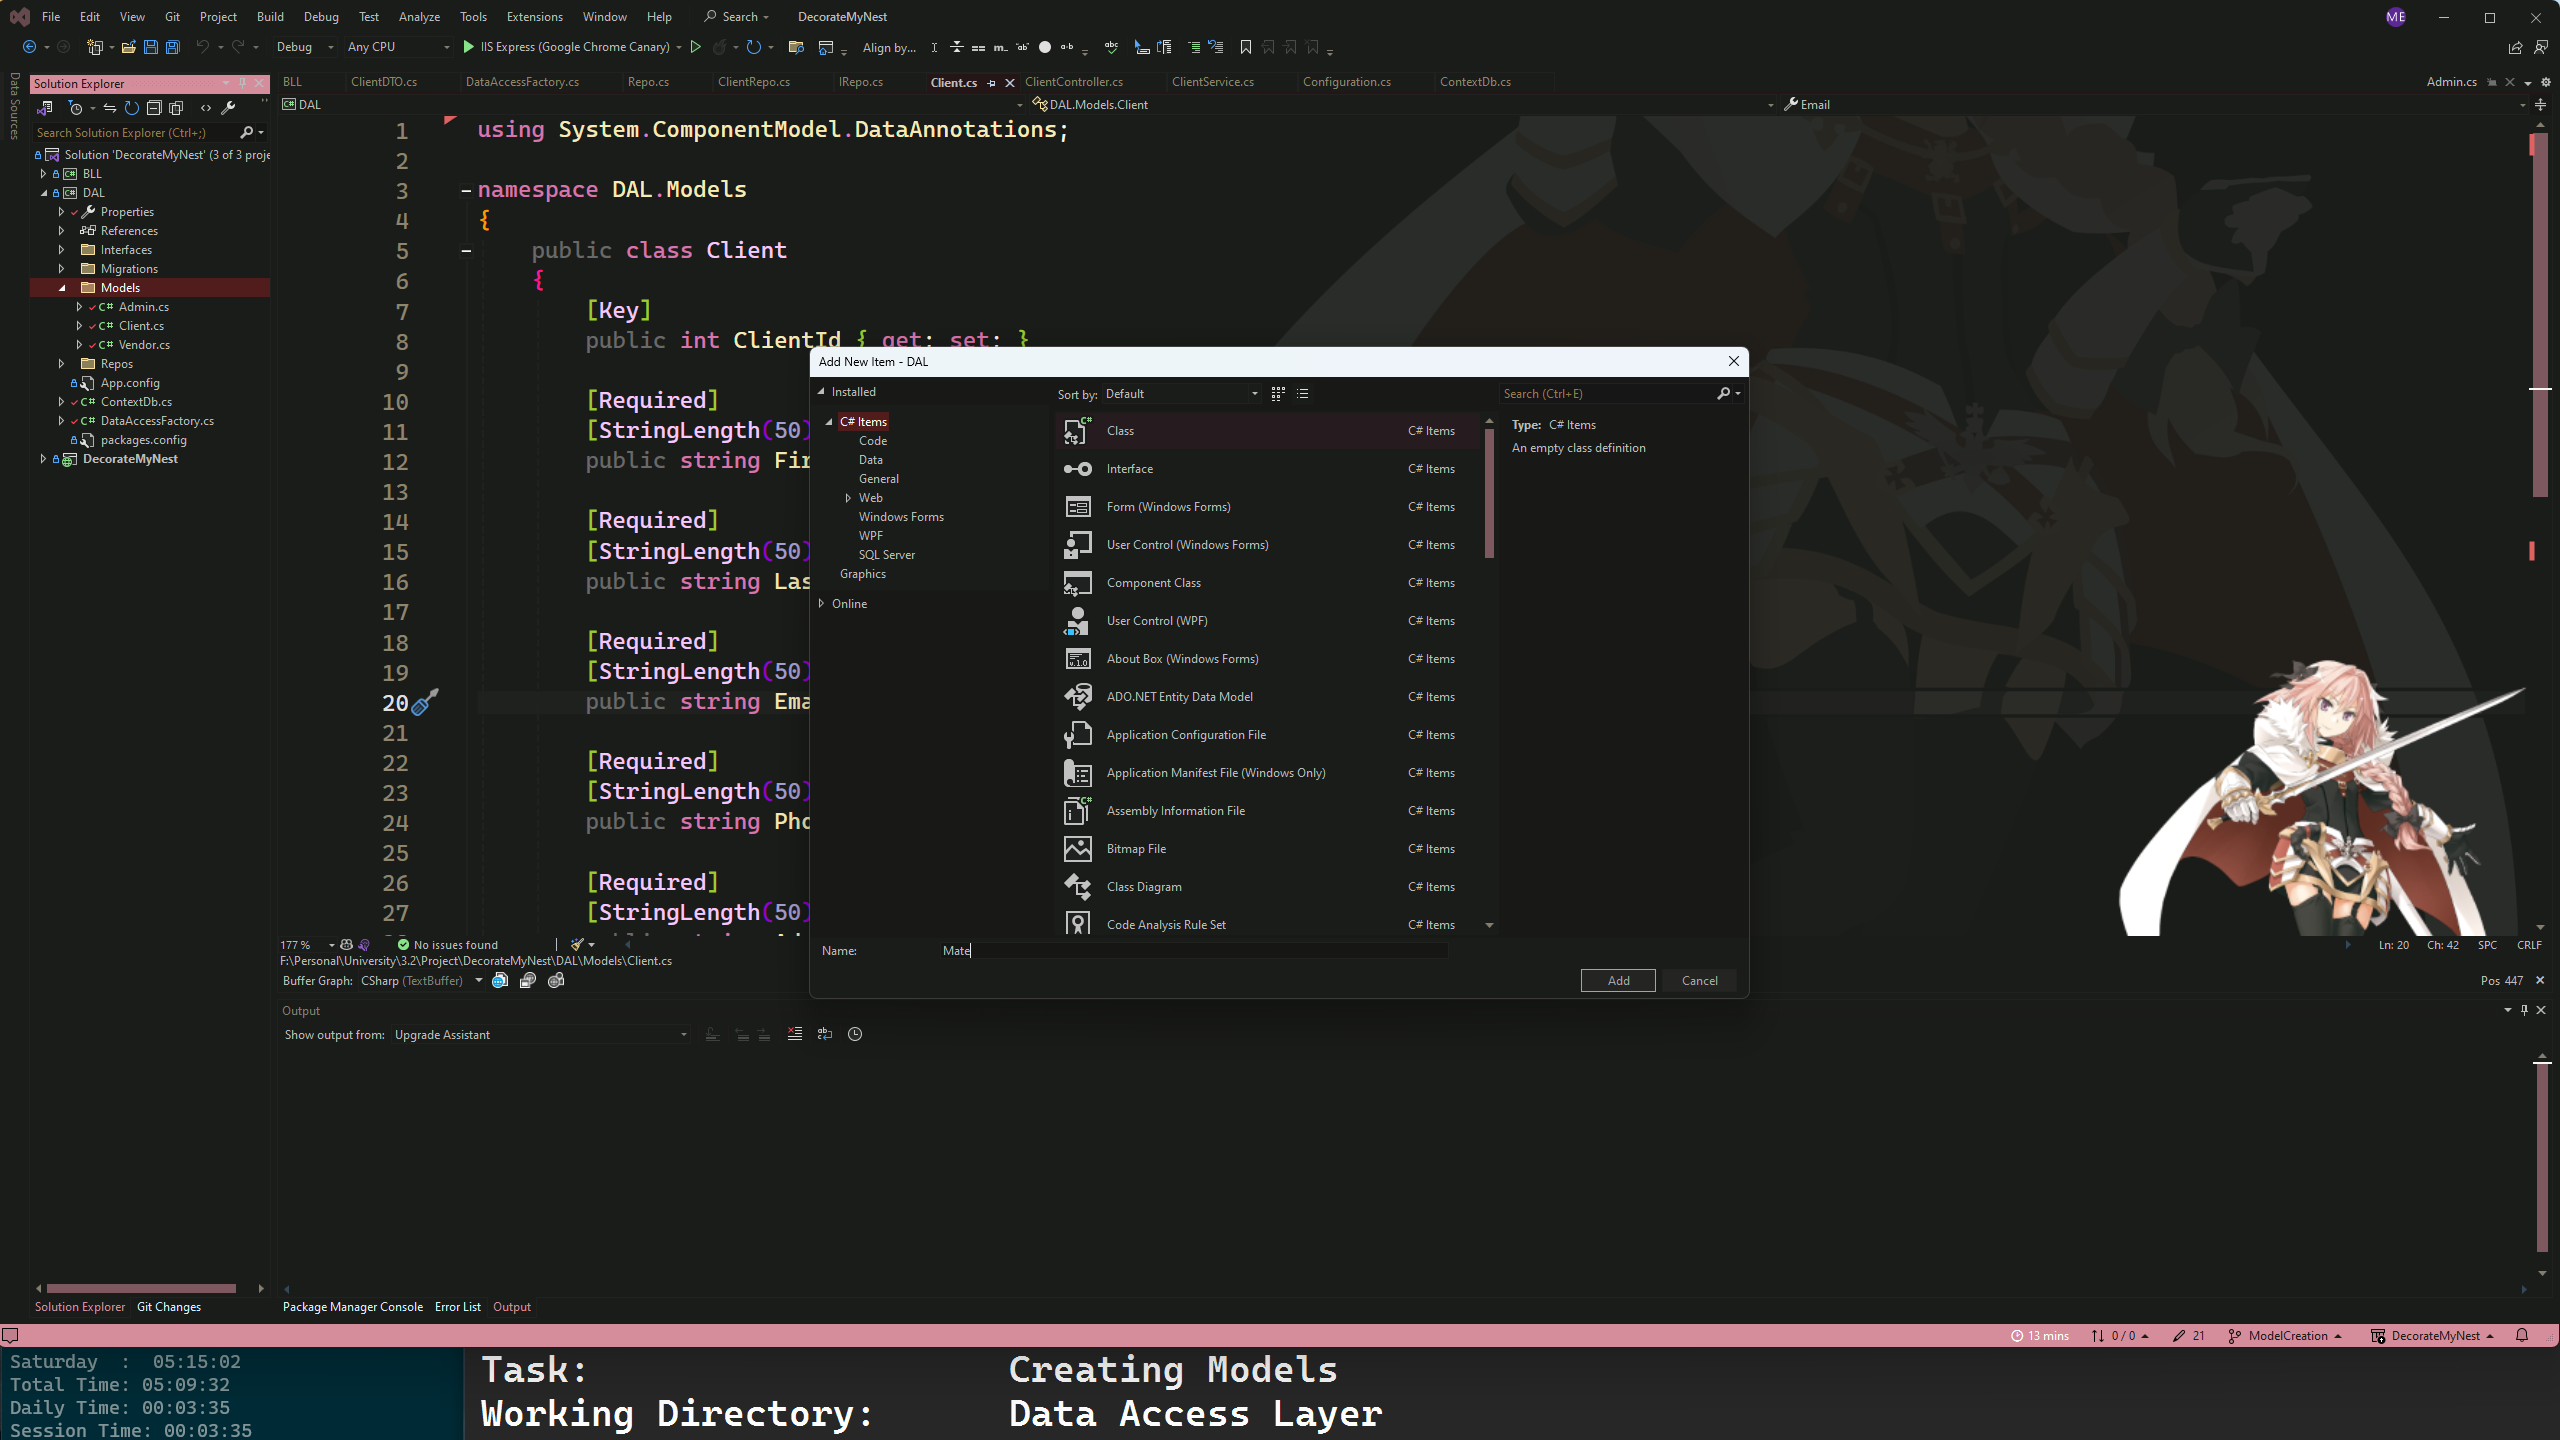 File Edit View Git Project Build Debug Test Analyze Tools Extensions Window Help Search DecorateMyNest ME
Debug Any CPU IIS Express (Google Chrome Canary) Align by...
Data Sources
Solution Explorer
Search Solution Explorer (Ctrl+;)
Solution 'DecorateMyNest' (3 of 3 proje
BLL
DAL
Properties
References
Interfaces
Migrations
Models
C# Admin.cs
C# Client.cs
C# Vendor.cs
Repos
App.config
C# ContextDb.cs
C# DataAccessFactory.cs
packages.config
DecorateMyNest
BLL ClientDTO.cs DataAccessFactory.cs Repo.cs ClientRepo.cs IRepo.cs Client.cs ClientController.cs ClientService.cs Configuration.cs ContextDb.cs Admin.cs
DAL DAL.Models.Client Email
1 using System.ComponentModel.DataAnnotations;
2
3 namespace DAL.Models
4 {
5 public class Client
6 {
7 [Key]
8 public int ClientId { get; set; }
9
10 [Required]
11 [StringLength(50)
12 public string Fir
13
14 [Required]
15 [StringLength(50)
16 public string Las
17
18 [Required]
19 [StringLength(50)
20 public string Ema
21
22 [Required]
23 [StringLength(50)
24 public string Pho
25
26 [Required]
27 [StringLength(50)
Add New Item - DAL
Installed
C# Items
Code
Data
General
Web
Windows Forms
WPF
SQL Server
Graphics
Online
Sort by: Default
Search (Ctrl+E)
Class C# Items
Interface C# Items
Form (Windows Forms) C# Items
User Control (Windows Forms) C# Items
Component Class C# Items
User Control (WPF) C# Items
About Box (Windows Forms) C# Items
ADO.NET Entity Data Model C# Items
Application Configuration File C# Items
Application Manifest File (Windows Only) C# Items
Assembly Information File C# Items
Bitmap File C# Items
Class Diagram C# Items
Code Analysis Rule Set C# Items
Type: C# Items
An empty class definition
Name: Mate
Add Cancel
177 % No issues found Ln: 20 Ch: 42 SPC CRLF
F:\Personal\University\3.2\Project\DecorateMyNest\DAL\Models\Client.cs
Buffer Graph: CSharp (TextBuffer) Pos 447
Output
Show output from: Upgrade Assistant
Solution Explorer Git Changes
Package Manager Console Error List Output
13 mins 0 / 0 21 ModelCreation DecorateMyNest
Saturday : 05:15:02
Total Time: 05:09:32
Daily Time: 00:03:35
Session Time: 00:03:35
Task: Creating Models
Working Directory: Data Access Layer